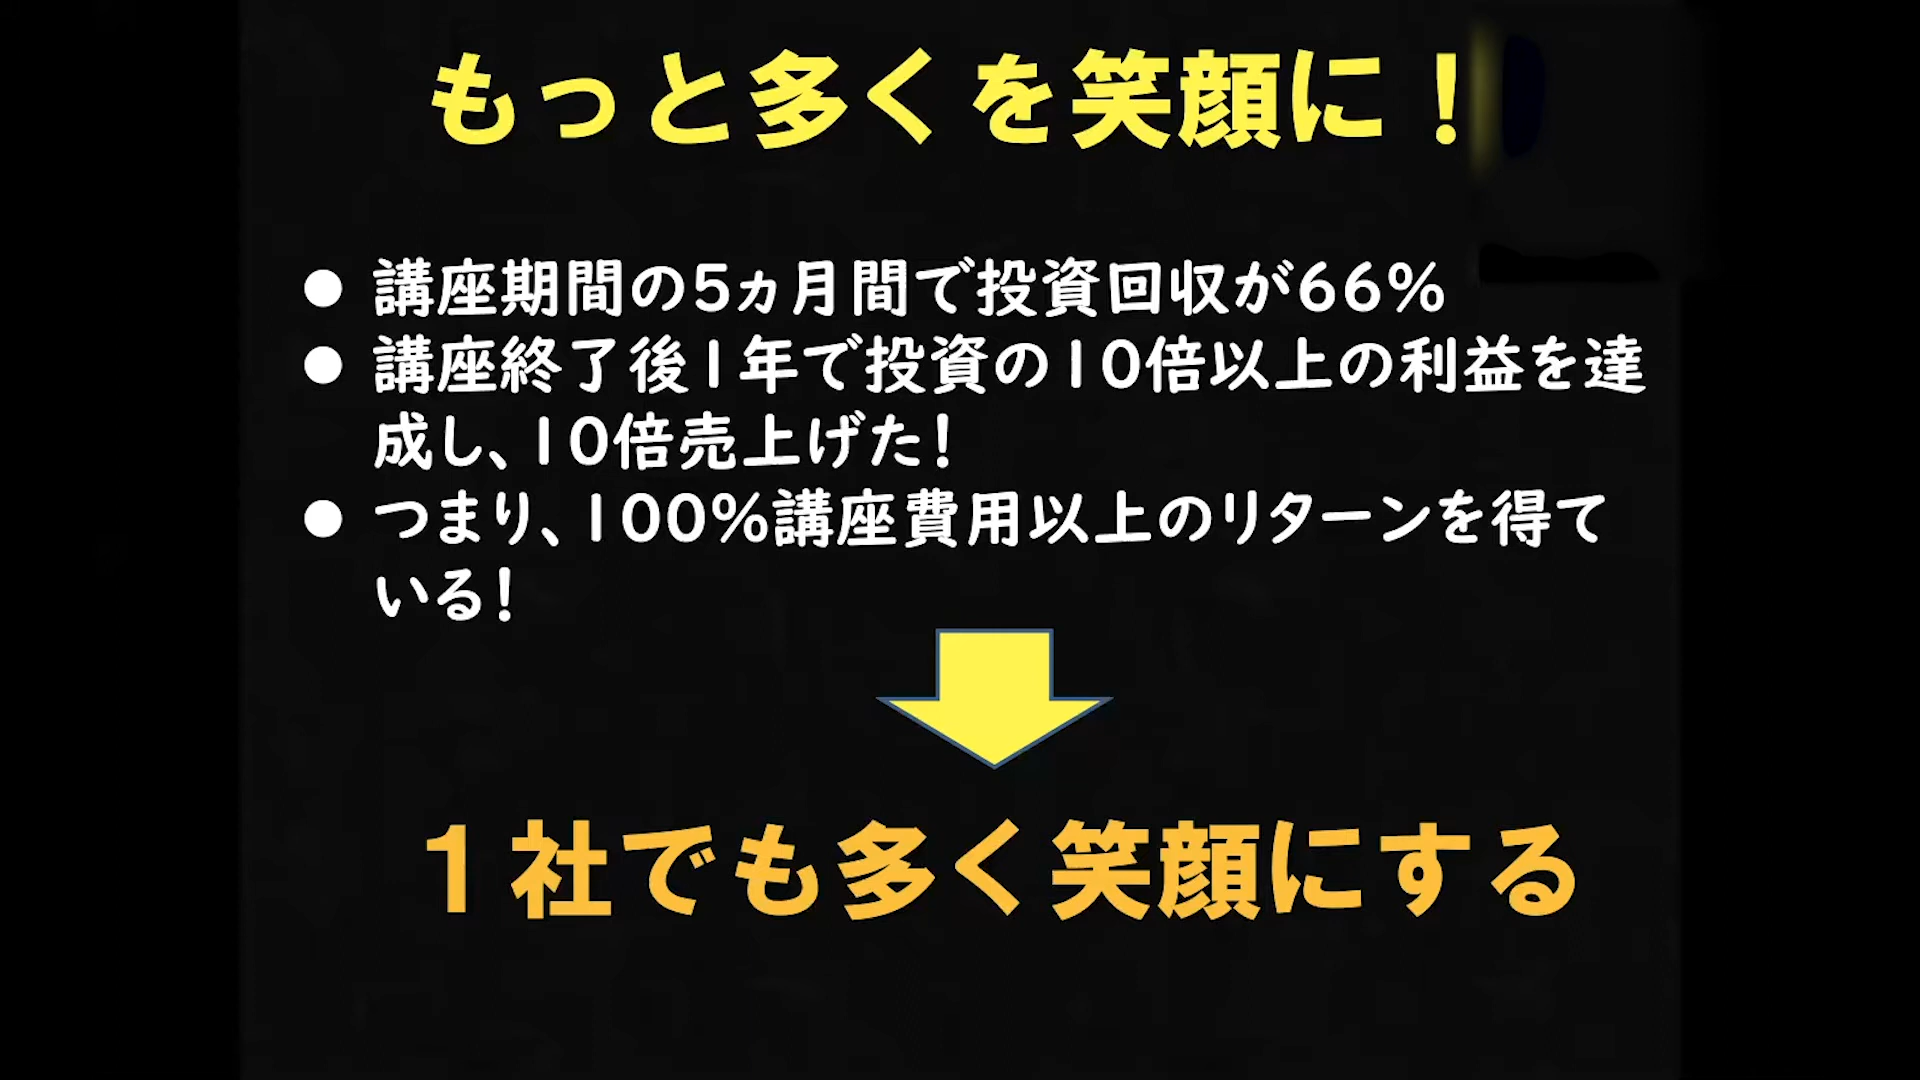 もっと多くを笑顔に！
● 講座期間の5ヵ月間で投資回収が66%
● 講座終了後1年で投資の10倍以上の利益を達
成し、10倍売上げた！
● つまり、100%講座費用以上のリターンを得て
いる！
１社でも多く笑顔にする